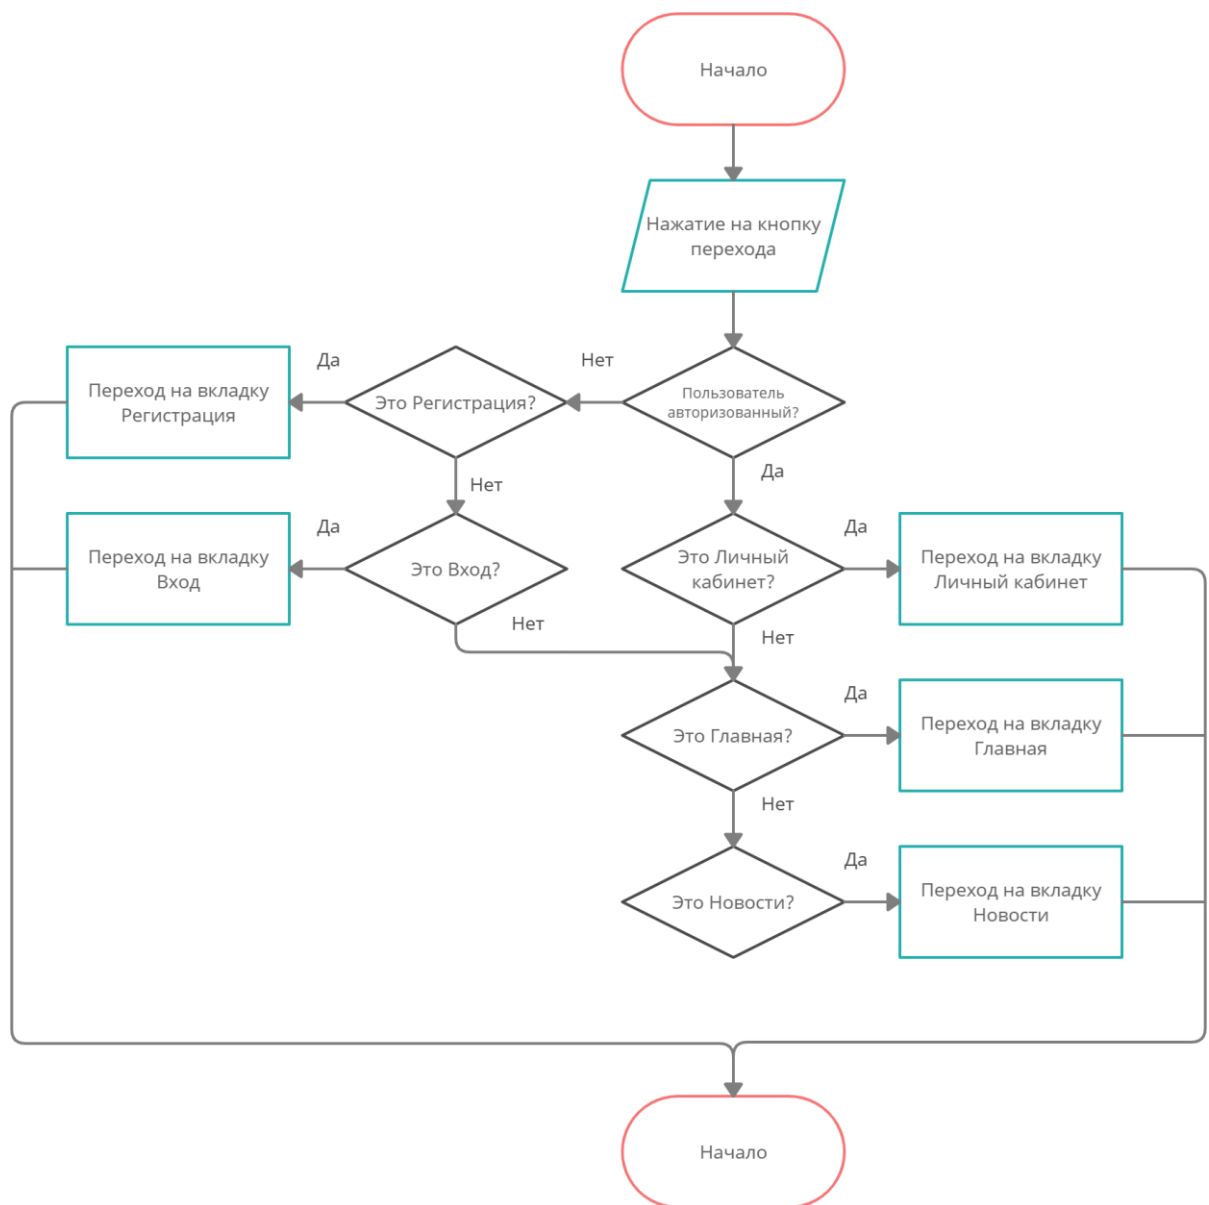 Начало
Нажатие на кнопку
перехода
Да
Нет
Переход на вкладку
Регистрация
Это Регистрация?
Пользователь
авторизованный?
Нет
Да
Да
Да
Переход на вкладку
Вход
Это Вход?
Это Личный
кабинет?
Переход на вкладку
Личный кабинет
Нет
Нет
Да
Это Главная?
Переход на вкладку
Главная
Нет
Да
Это Новости?
Переход на вкладку
Новости
Начало